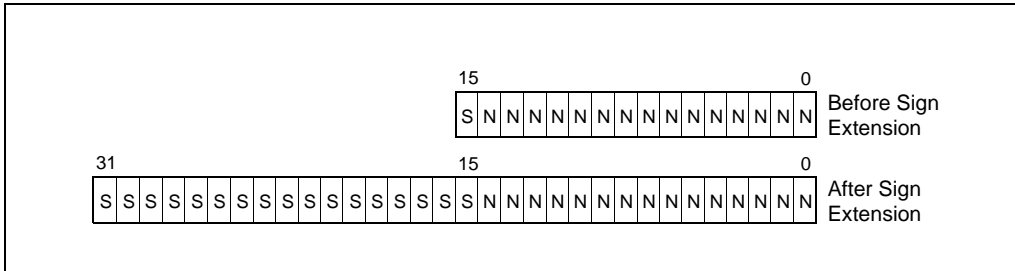 15 0
S N N N N N N N N N N N N N N N Before Sign
Extension
31 15 0
S S S S S S S S S S S S S S S S S N N N N N N N N N N N N N N N After Sign
Extension